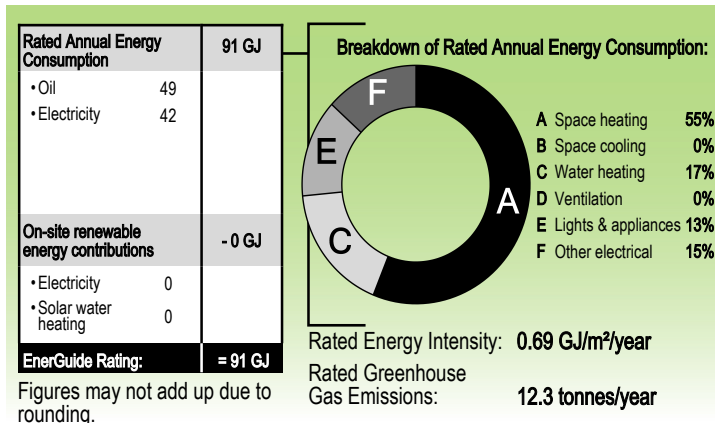 Rated Annual Energy
Consumption
91 GJ
•Oil 49
•Electricity 42
On-site renewable
energy contributions
- 0 GJ
•Electricity 0
•Solar water
heating 0
EnerGuide Rating: = 91 GJ
Figures may not add up due to
rounding.
Breakdown of Rated Annual Energy Consumption:
F
E
A
C
A Space heating 55%
B Space cooling 0%
C Water heating 17%
D Ventilation 0%
E Lights & appliances 13%
F Other electrical 15%
Rated Energy Intensity: 0.69 GJ/m²/year
Rated Greenhouse
Gas Emissions: 12.3 tonnes/year